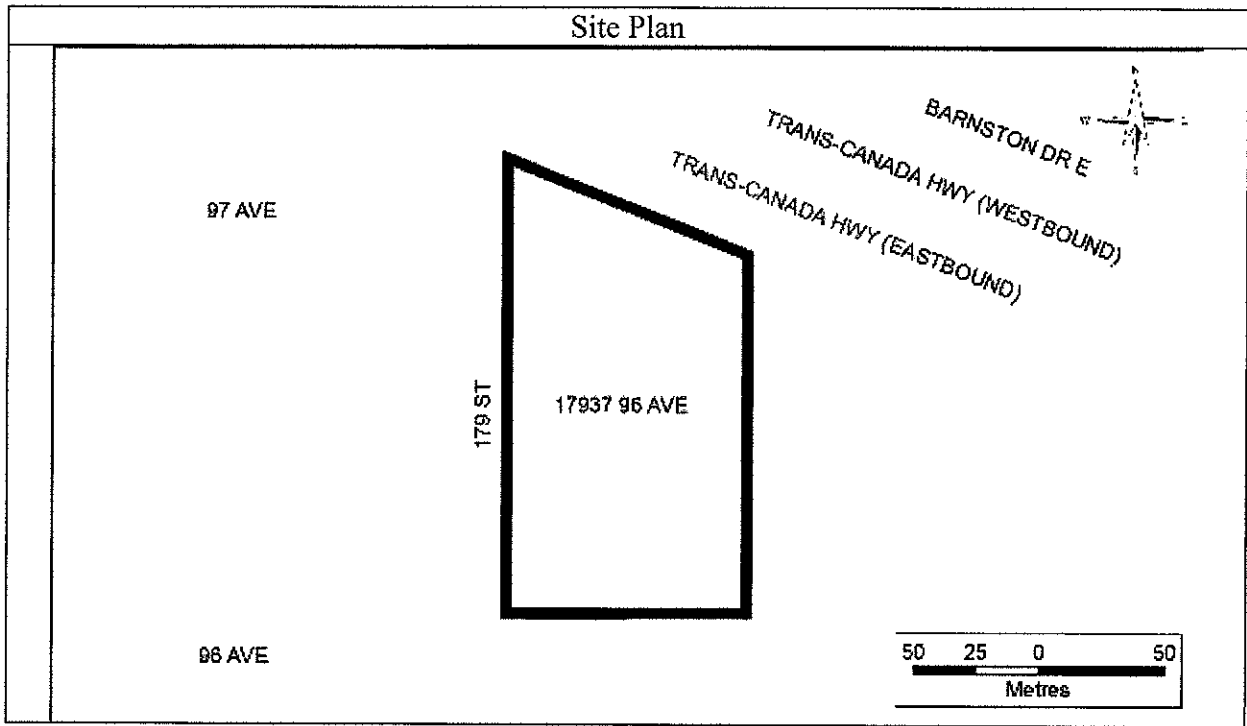 Site Plan
BARNSTON DR E
TRANS-CANADA HWY (WESTBOUND)
TRANS-CANADA HWY (EASTBOUND)
97 AVE
179 ST
17937 96 AVE
96 AVE
50 25 0 50
Metres